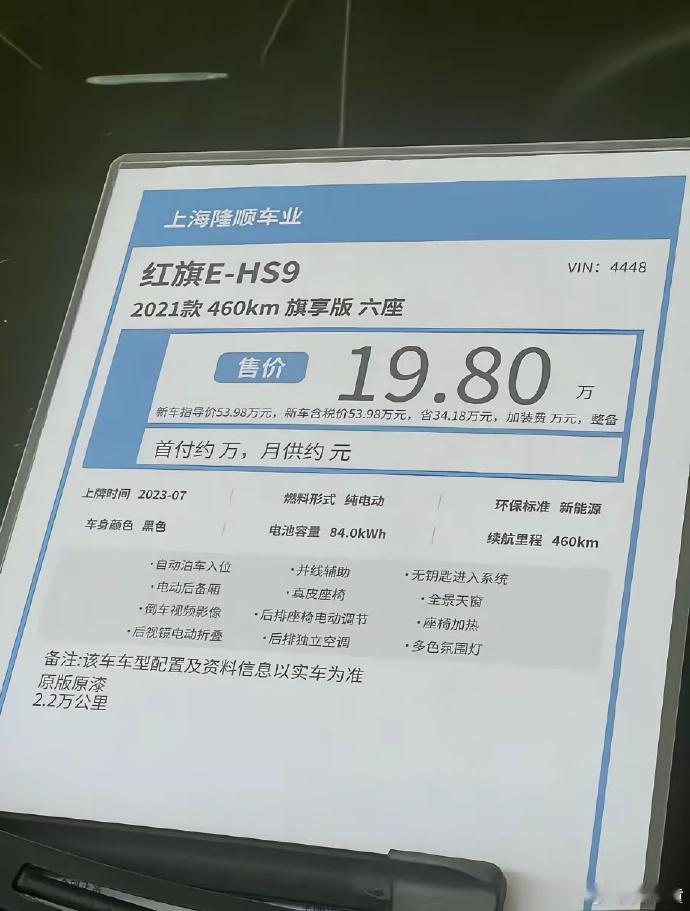 上海隆顺车业
红旗E-HS9
VIN：4448
2021款 460km 旗享版 六座
售价 19.80 万
新车指导价53.98万元，新车含税价53.98万元，省34.18万元，加装费 万元，整备
首付约 万，月供约 元
上牌时间 2023-07 燃料形式 纯电动 环保标准 新能源
车身颜色 黑色 电池容量 84.0kWh 续航里程 460km
·自动泊车入位 ·并线辅助 ·无钥匙进入系统
·电动后备厢 ·真皮座椅 ·全景天窗
·倒车视频影像 ·后排座椅电动调节 ·座椅加热
·后视镜电动折叠 ·后排独立空调 ·多色氛围灯
备注:该车车型配置及资料信息以实车为准
原版原漆
2.2万公里